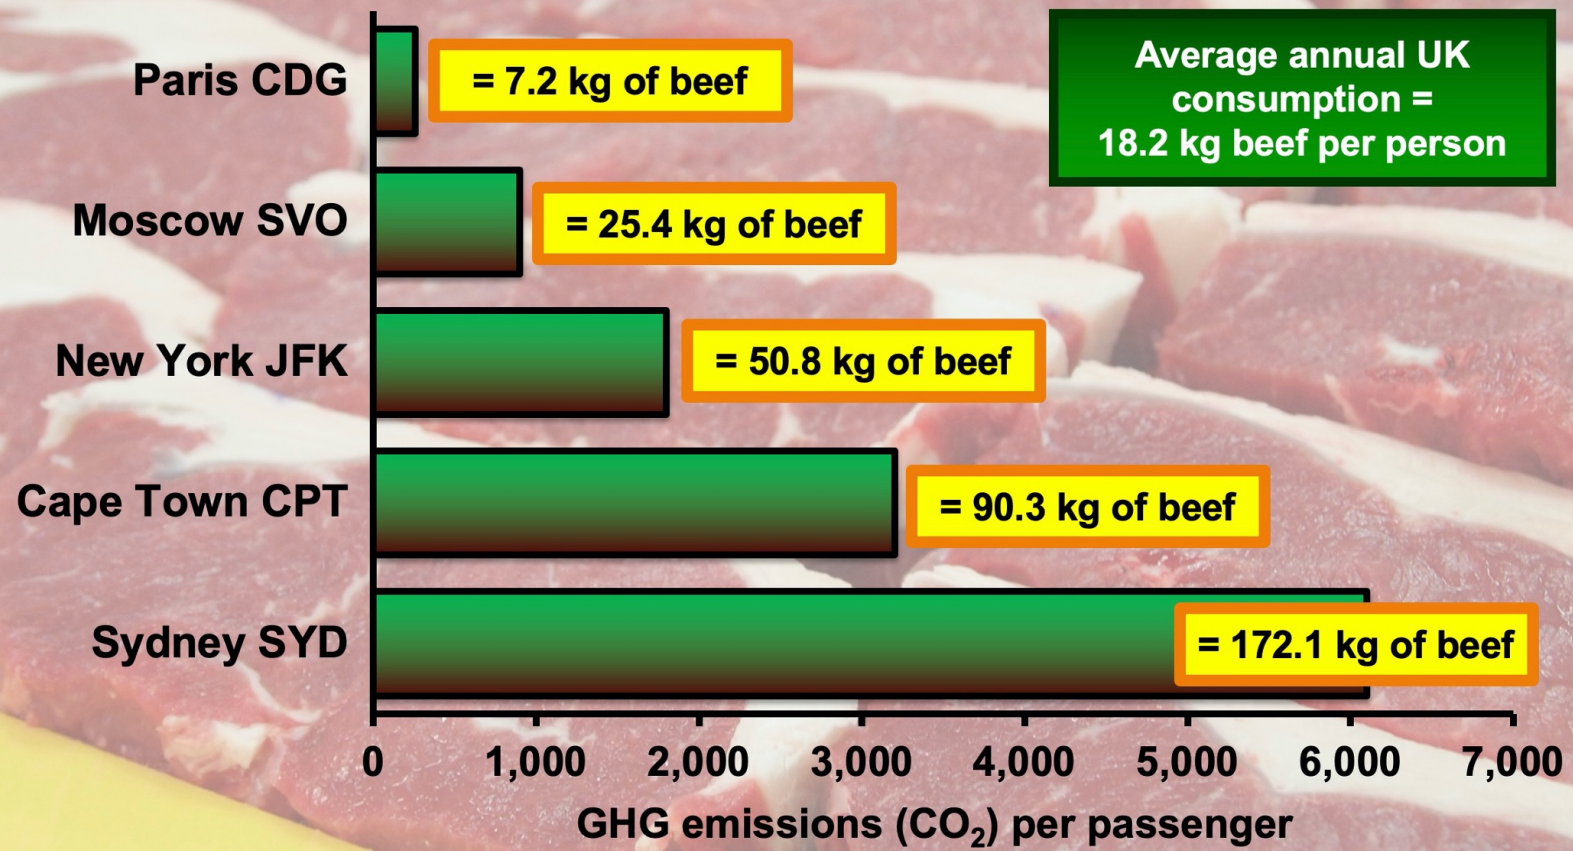 Average annual UK
consumption =
18.2 kg beef per person
Paris CDG
= 7.2 kg of beef
Moscow SVO
= 25.4 kg of beef
New York JFK
= 50.8 kg of beef
Cape Town CPT
= 90.3 kg of beef
Sydney SYD
= 172.1 kg of beef
0 1,000 2,000 3,000 4,000 5,000 6,000 7,000
GHG emissions (CO₂) per passenger